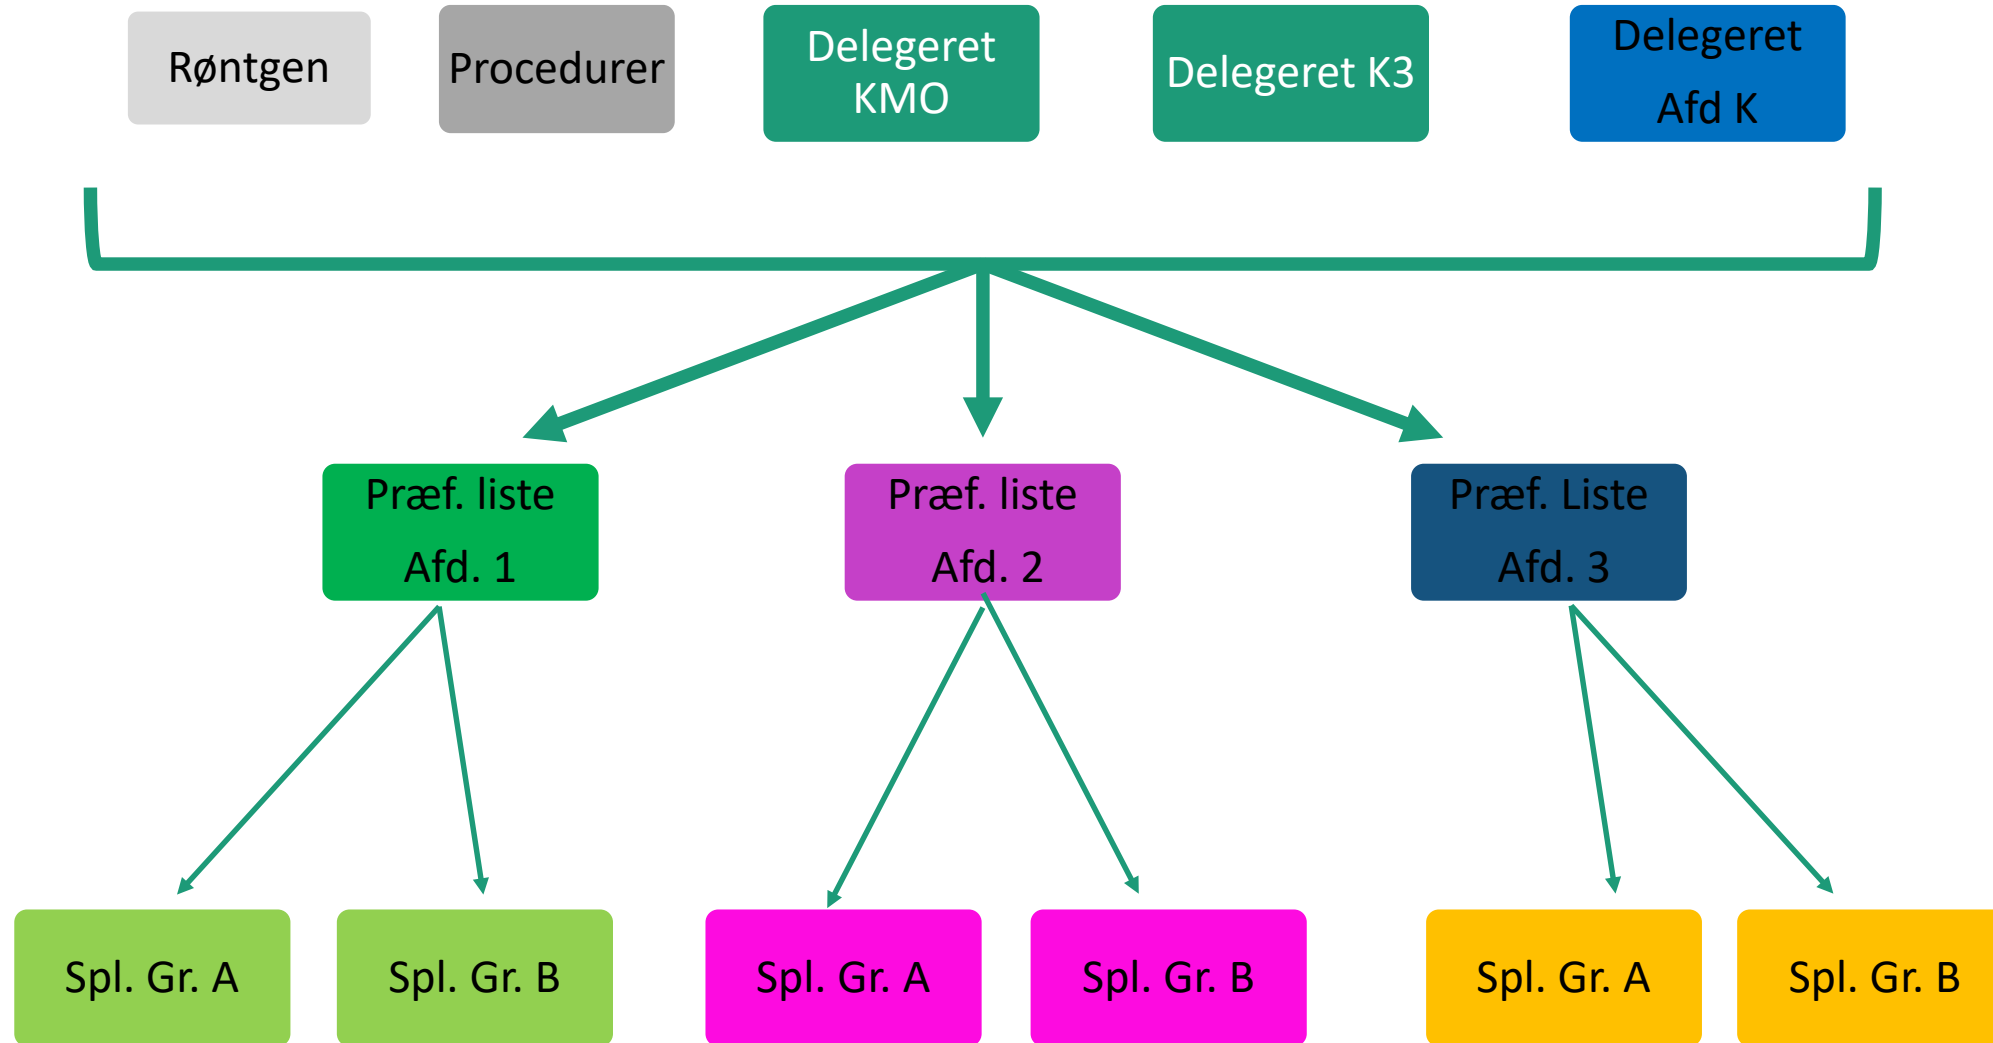 Røntgen
Procedurer
Delegeret
KMO
Delegeret K3
Delegeret
Afd K
Præf. liste
Afd. 1
Præf. liste
Afd. 2
Præf. Liste
Afd. 3
Spl. Gr. A
Spl. Gr. B
Spl. Gr. A
Spl. Gr. B
Spl. Gr. A
Spl. Gr. B